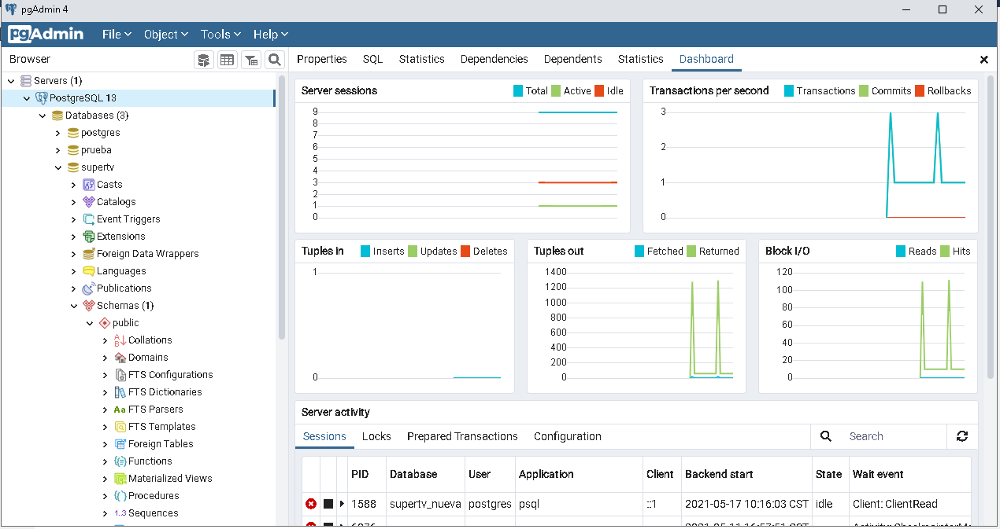 pgAdmin 4
pgAdmin File Object Tools Help
Browser
Properties SQL Statistics Dependencies Dependents Statistics Dashboard
Servers (1)
PostgreSQL 13
Databases (3)
postgres
prueba
supertv
Casts
Catalogs
Event Triggers
Extensions
Foreign Data Wrappers
Languages
Publications
Schemas (1)
public
Collations
Domains
FTS Configurations
FTS Dictionaries
Aa FTS Parsers
FTS Templates
Foreign Tables
Functions
Materialized Views
Procedures
1..3 Sequences
Server sessions Total Active Idle
9
8
7
6
5
4
3
2
1
0
Transactions per second Transactions Commits Rollbacks
3
2
1
0
Tuples in Inserts Updates Deletes
1
0
Tuples out Fetched Returned
1400
1200
1000
800
600
400
200
0
Block I/O Reads Hits
120
100
80
60
40
20
0
Server activity
Sessions Locks Prepared Transactions Configuration Search
PID Database User Application Client Backend start State Wait event
1588 supertv_nueva postgres psql ::1 2021-05-17 10:16:03 CST idle Client: ClientRead